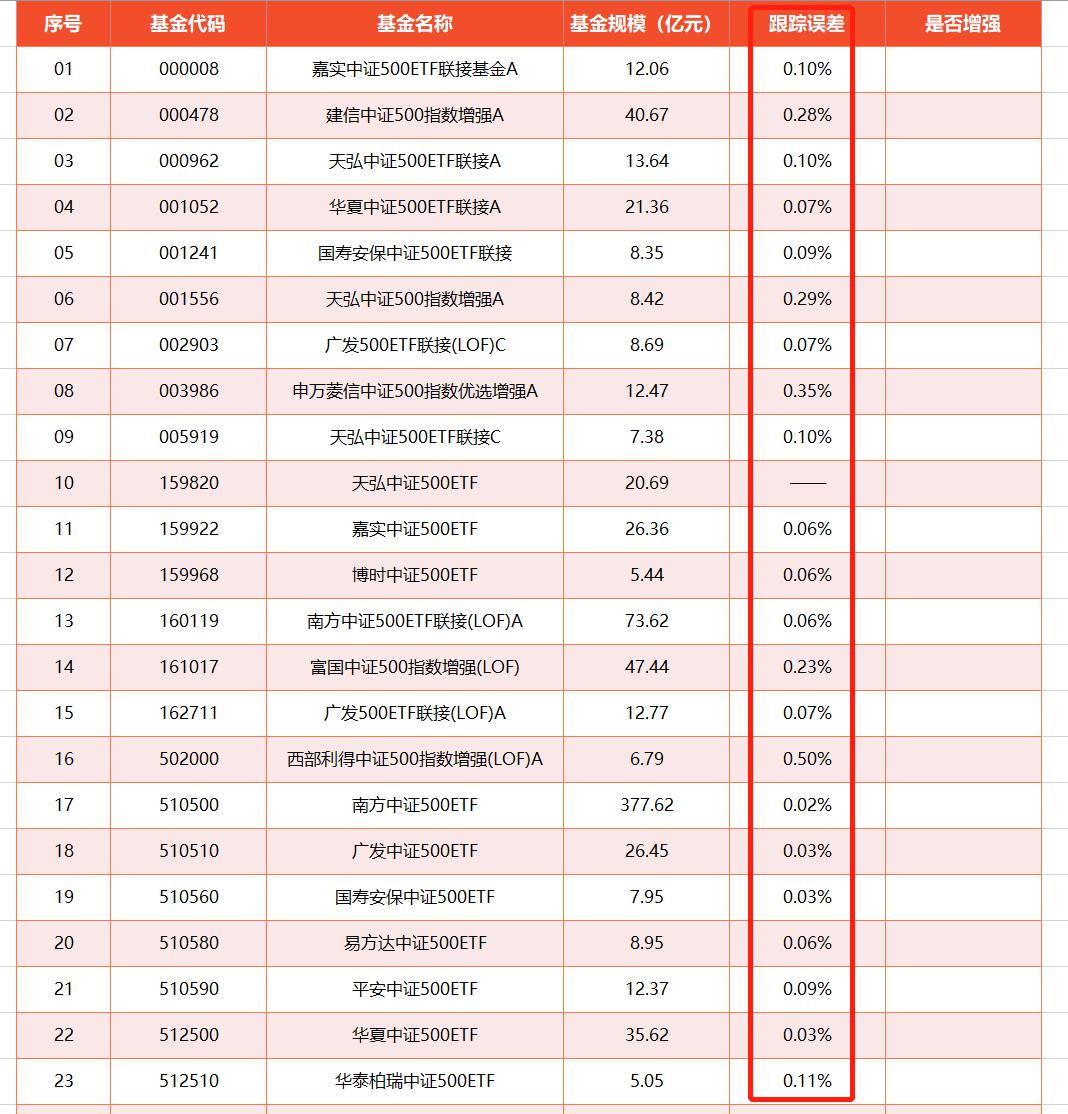 序号 基金代码 基金名称 基金规模（亿元） 跟踪误差 是否增强
01 000008 嘉实中证500ETF联接基金A 12.06 0.10%
02 000478 建信中证500指数增强A 40.67 0.28%
03 000962 天弘中证500ETF联接A 13.64 0.10%
04 001052 华夏中证500ETF联接A 21.36 0.07%
05 001241 国寿安保中证500ETF联接 8.35 0.09%
06 001556 天弘中证500指数增强A 8.42 0.29%
07 002903 广发500ETF联接(LOF)C 8.69 0.07%
08 003986 申万菱信中证500指数优选增强A 12.47 0.35%
09 005919 天弘中证500ETF联接C 7.38 0.10%
10 159820 天弘中证500ETF 20.69 ——
11 159922 嘉实中证500ETF 26.36 0.06%
12 159968 博时中证500ETF 5.44 0.06%
13 160119 南方中证500ETF联接(LOF)A 73.62 0.06%
14 161017 富国中证500指数增强(LOF) 47.44 0.23%
15 162711 广发500ETF联接(LOF)A 12.77 0.07%
16 502000 西部利得中证500指数增强(LOF)A 6.79 0.50%
17 510500 南方中证500ETF 377.62 0.02%
18 510510 广发中证500ETF 26.45 0.03%
19 510560 国寿安保中证500ETF 7.95 0.03%
20 510580 易方达中证500ETF 8.95 0.06%
21 510590 平安中证500ETF 12.37 0.09%
22 512500 华夏中证500ETF 35.62 0.03%
23 512510 华泰柏瑞中证500ETF 5.05 0.11%